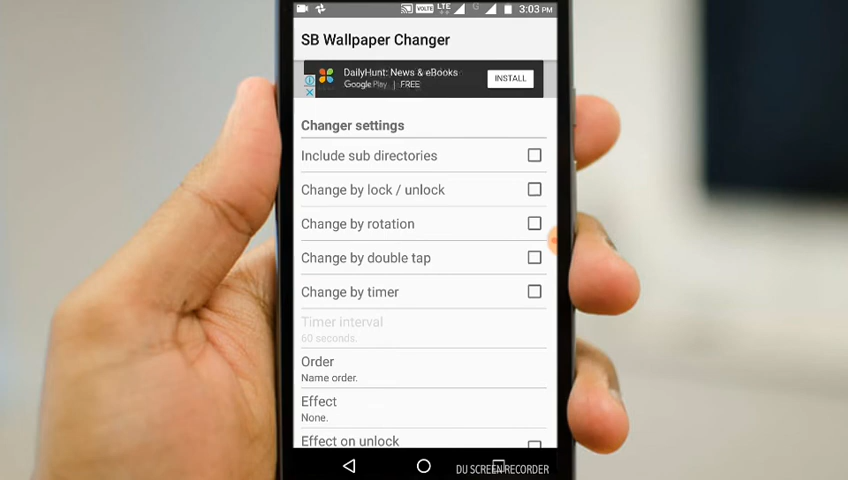 VOLTE LTE G 3:03 PM
SB Wallpaper Changer
DailyHunt: News & eBooks
Google Play | FREE
INSTALL
Changer settings
Include sub directories
Change by lock / unlock
Change by rotation
Change by double tap
Change by timer
Timer interval
60 seconds.
Order
Name order.
Effect
None.
Effect on unlock
DU SCREEN RECORDER